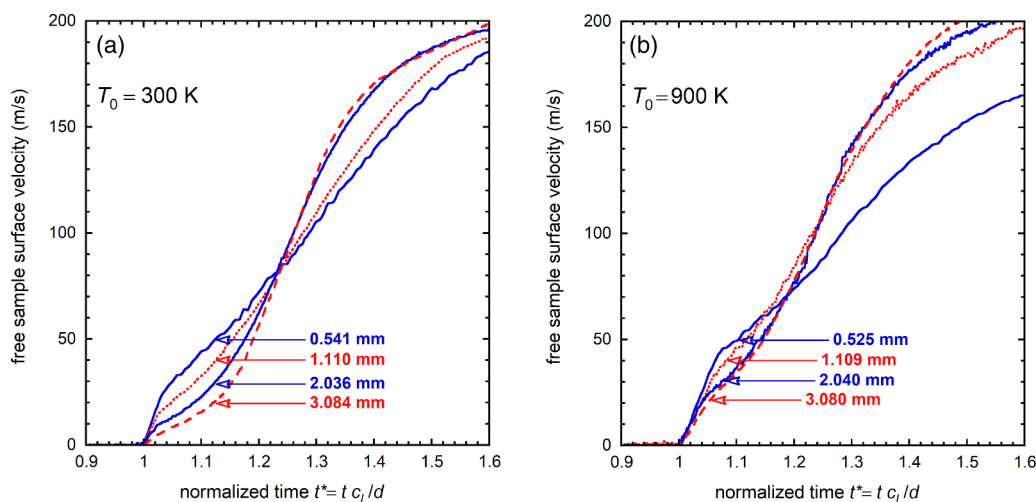 (a)
T₀ = 300 K
free sample surface velocity (m/s)
200
150
100
50
0
0.541 mm
1.110 mm
2.036 mm
3.084 mm
0.9 1 1.1 1.2 1.3 1.4 1.5 1.6
normalized time t*= t cₗ/d
(b)
T₀ = 900 K
free sample surface velocity (m/s)
200
150
100
50
0
0.525 mm
1.109 mm
2.040 mm
3.080 mm
0.9 1 1.1 1.2 1.3 1.4 1.5 1.6
normalized time t*= t cₗ/d